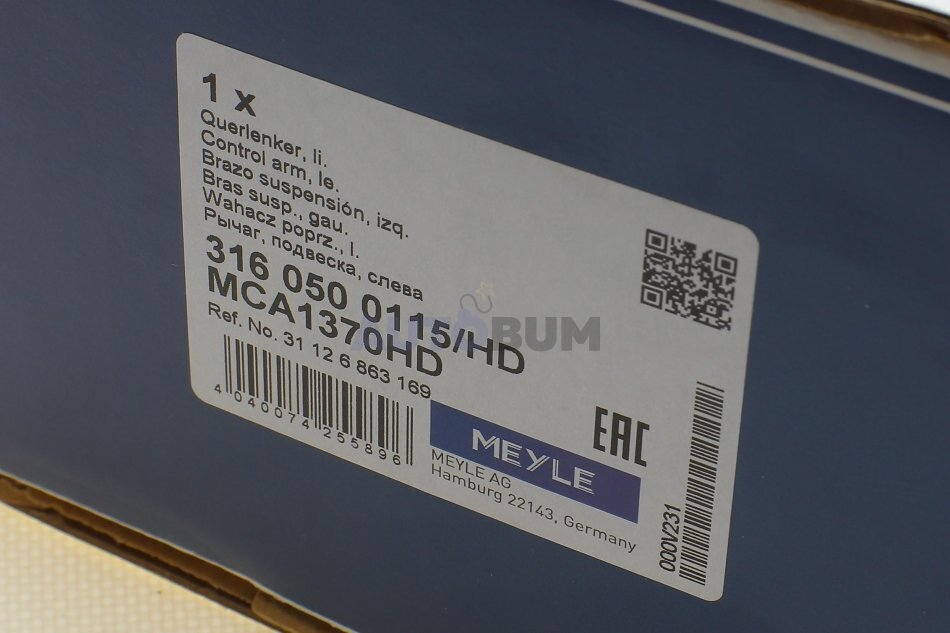 1 x
Querlenker, li.
Control arm, le.
Brazo suspensión, izq.
Bras susp., gau.
Wahacz poprz., l.
Рычаг, подвеска, слева
316 050 0115/HD
MCA1370HD
Ref. No. 31 12 6 863 169
4 040074 255896
AUTOBUM
EAC
MEYLE
MEYLE AG
Hamburg 22143, Germany
000V231